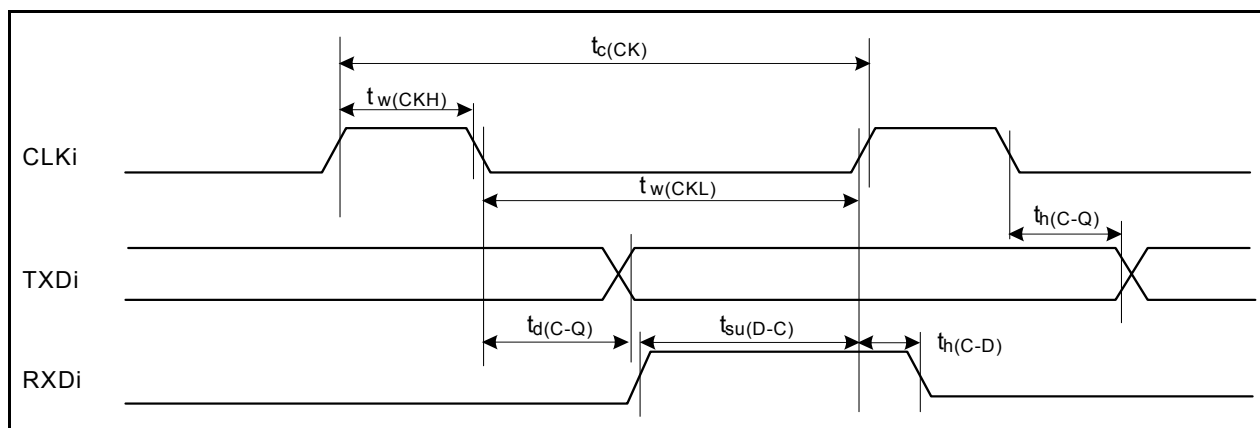 tc(CK)
tw(CKH)
CLKi
tw(CKL)
th(C-Q)
TXDi
td(C-Q)
tsu(D-C)
th(C-D)
RXDi